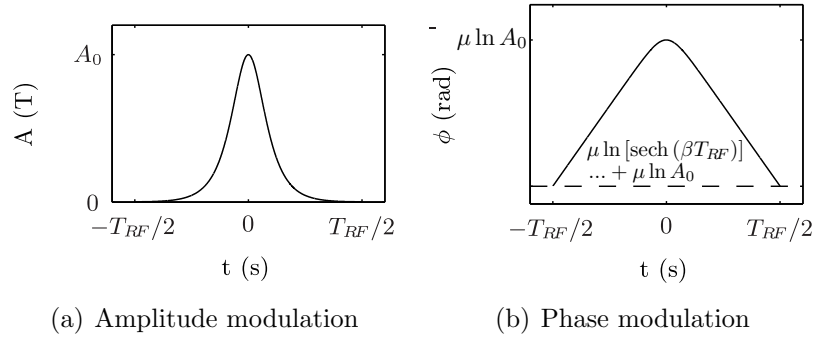 A₀
A (T)
0
−T_RF/2 0 T_RF/2
t (s)
(a) Amplitude modulation
μ ln A₀
ϕ (rad)
μ ln [sech (βT_RF)]
... + μ ln A₀
−T_RF/2 0 T_RF/2
t (s)
(b) Phase modulation